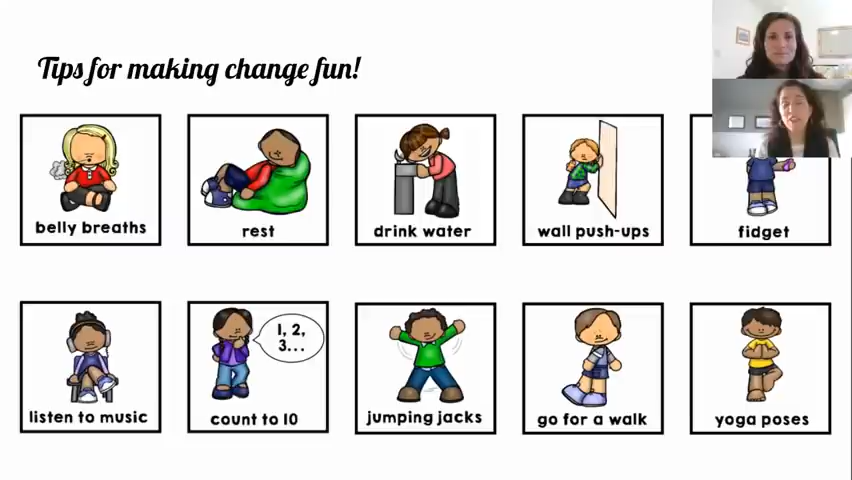 Tips for making change fun!
belly breaths
rest
drink water
wall push-ups
fidget
1, 2,
3...
listen to music
count to 10
jumping jacks
go for a walk
yoga poses